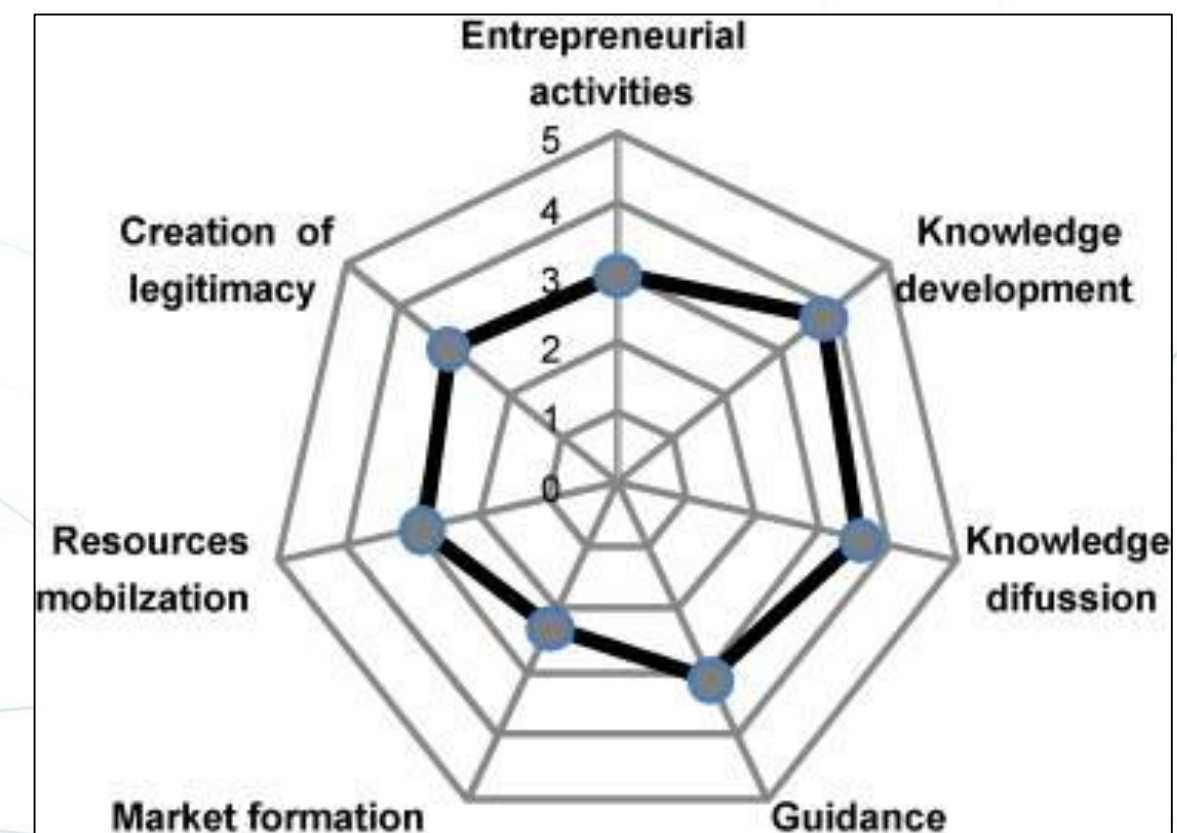 Entrepreneurial
activities
5
4
3
2
1
0
Knowledge
development
Knowledge
difussion
Guidance
Market formation
Resources
mobilzation
Creation of
legitimacy